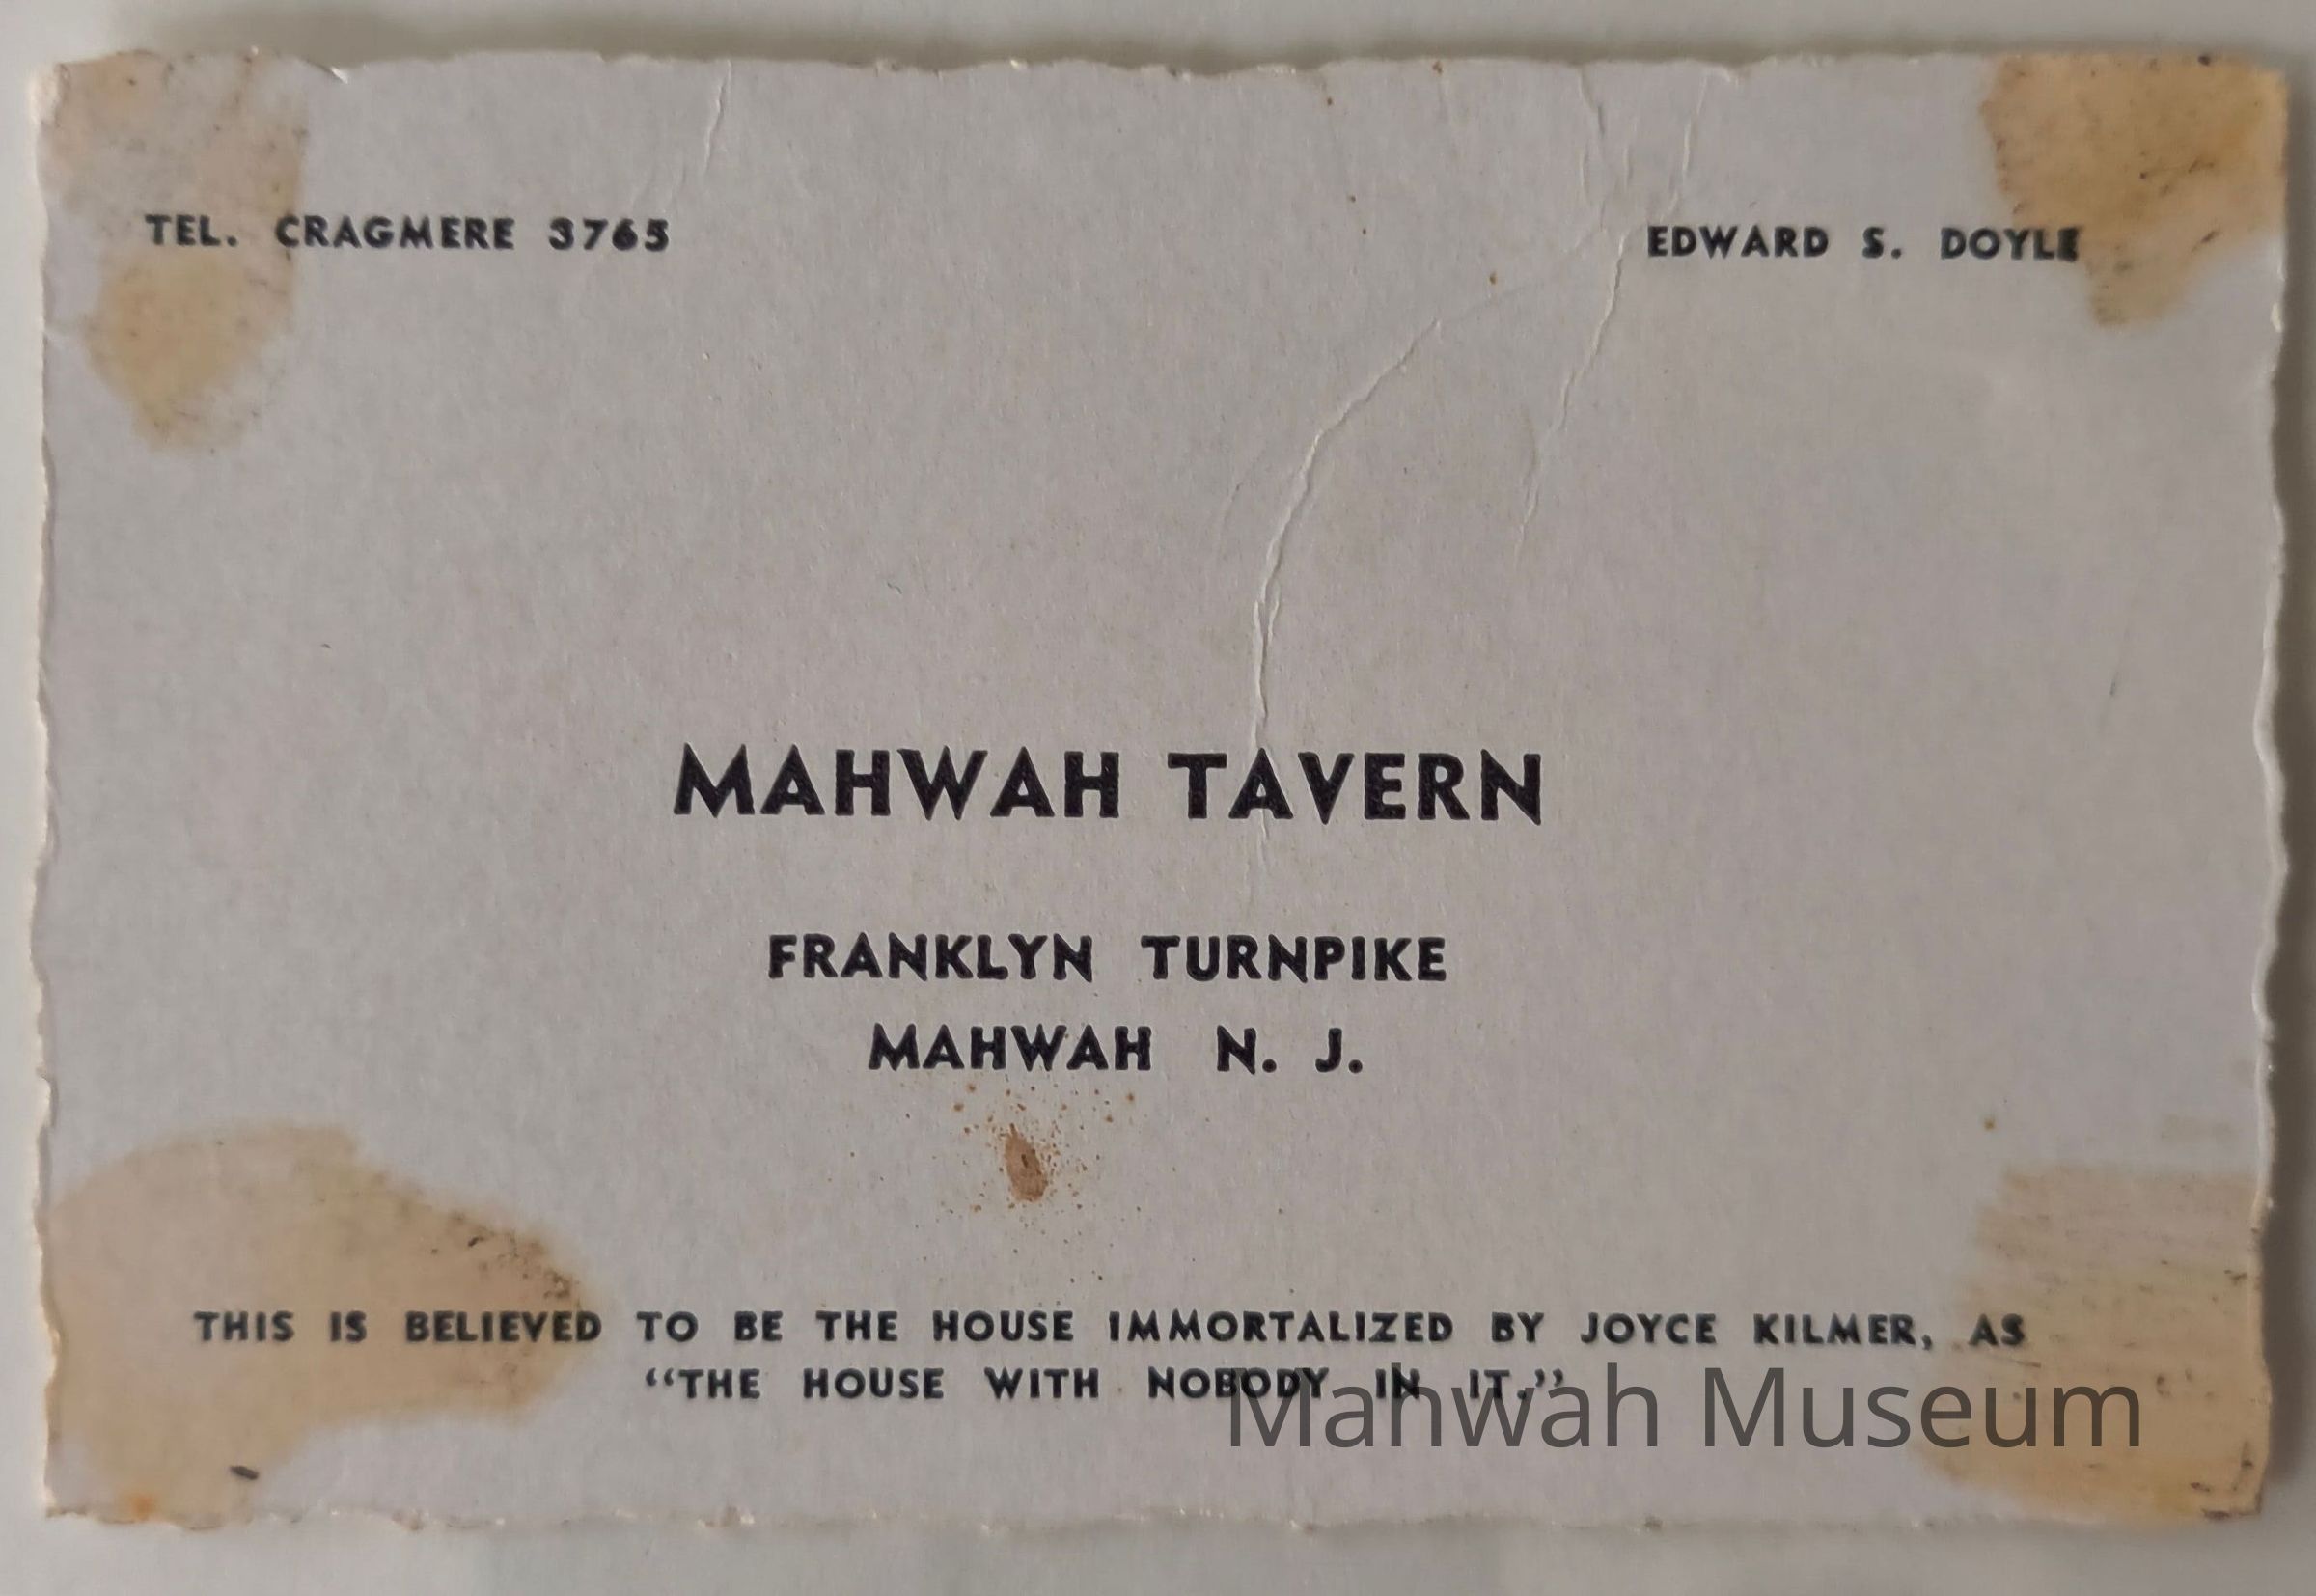 TEL. CRAGMERE 3765
EDWARD S. DOYLE
MAHWAH TAVERN
FRANKLYN TURNPIKE
MAHWAH N. J.
THIS IS BELIEVED TO BE THE HOUSE IMMORTALIZED BY JOYCE KILMER, AS
“THE HOUSE WITH NOBODY IN IT.”
Mahwah Museum